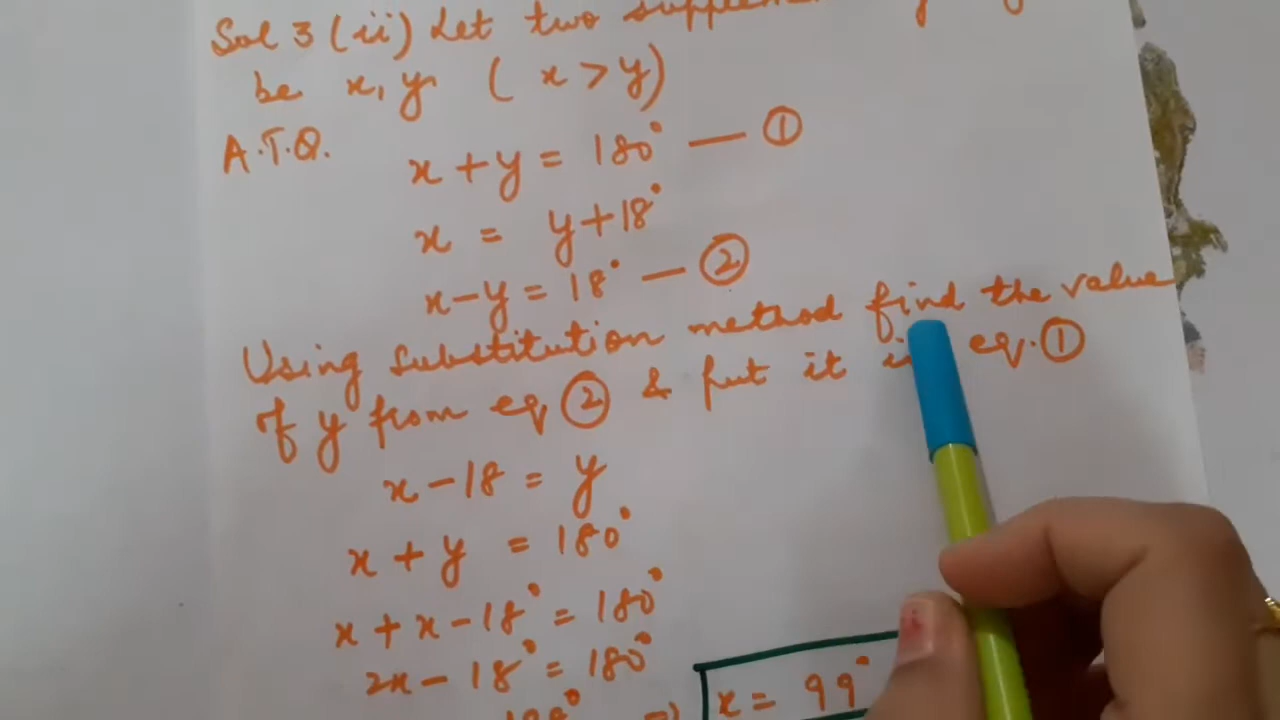 Sol 3 (ii) Let two
be x, y (x > y)
A.T.Q. x + y = 180° — ①
x = y + 18°
x - y = 18° — ②
Using substitution method find the value
of y from eq ② & put it eq. ①
x - 18 = y
x + y = 180°
x + x - 18° = 180°
2x - 18° = 180°
x = 99°